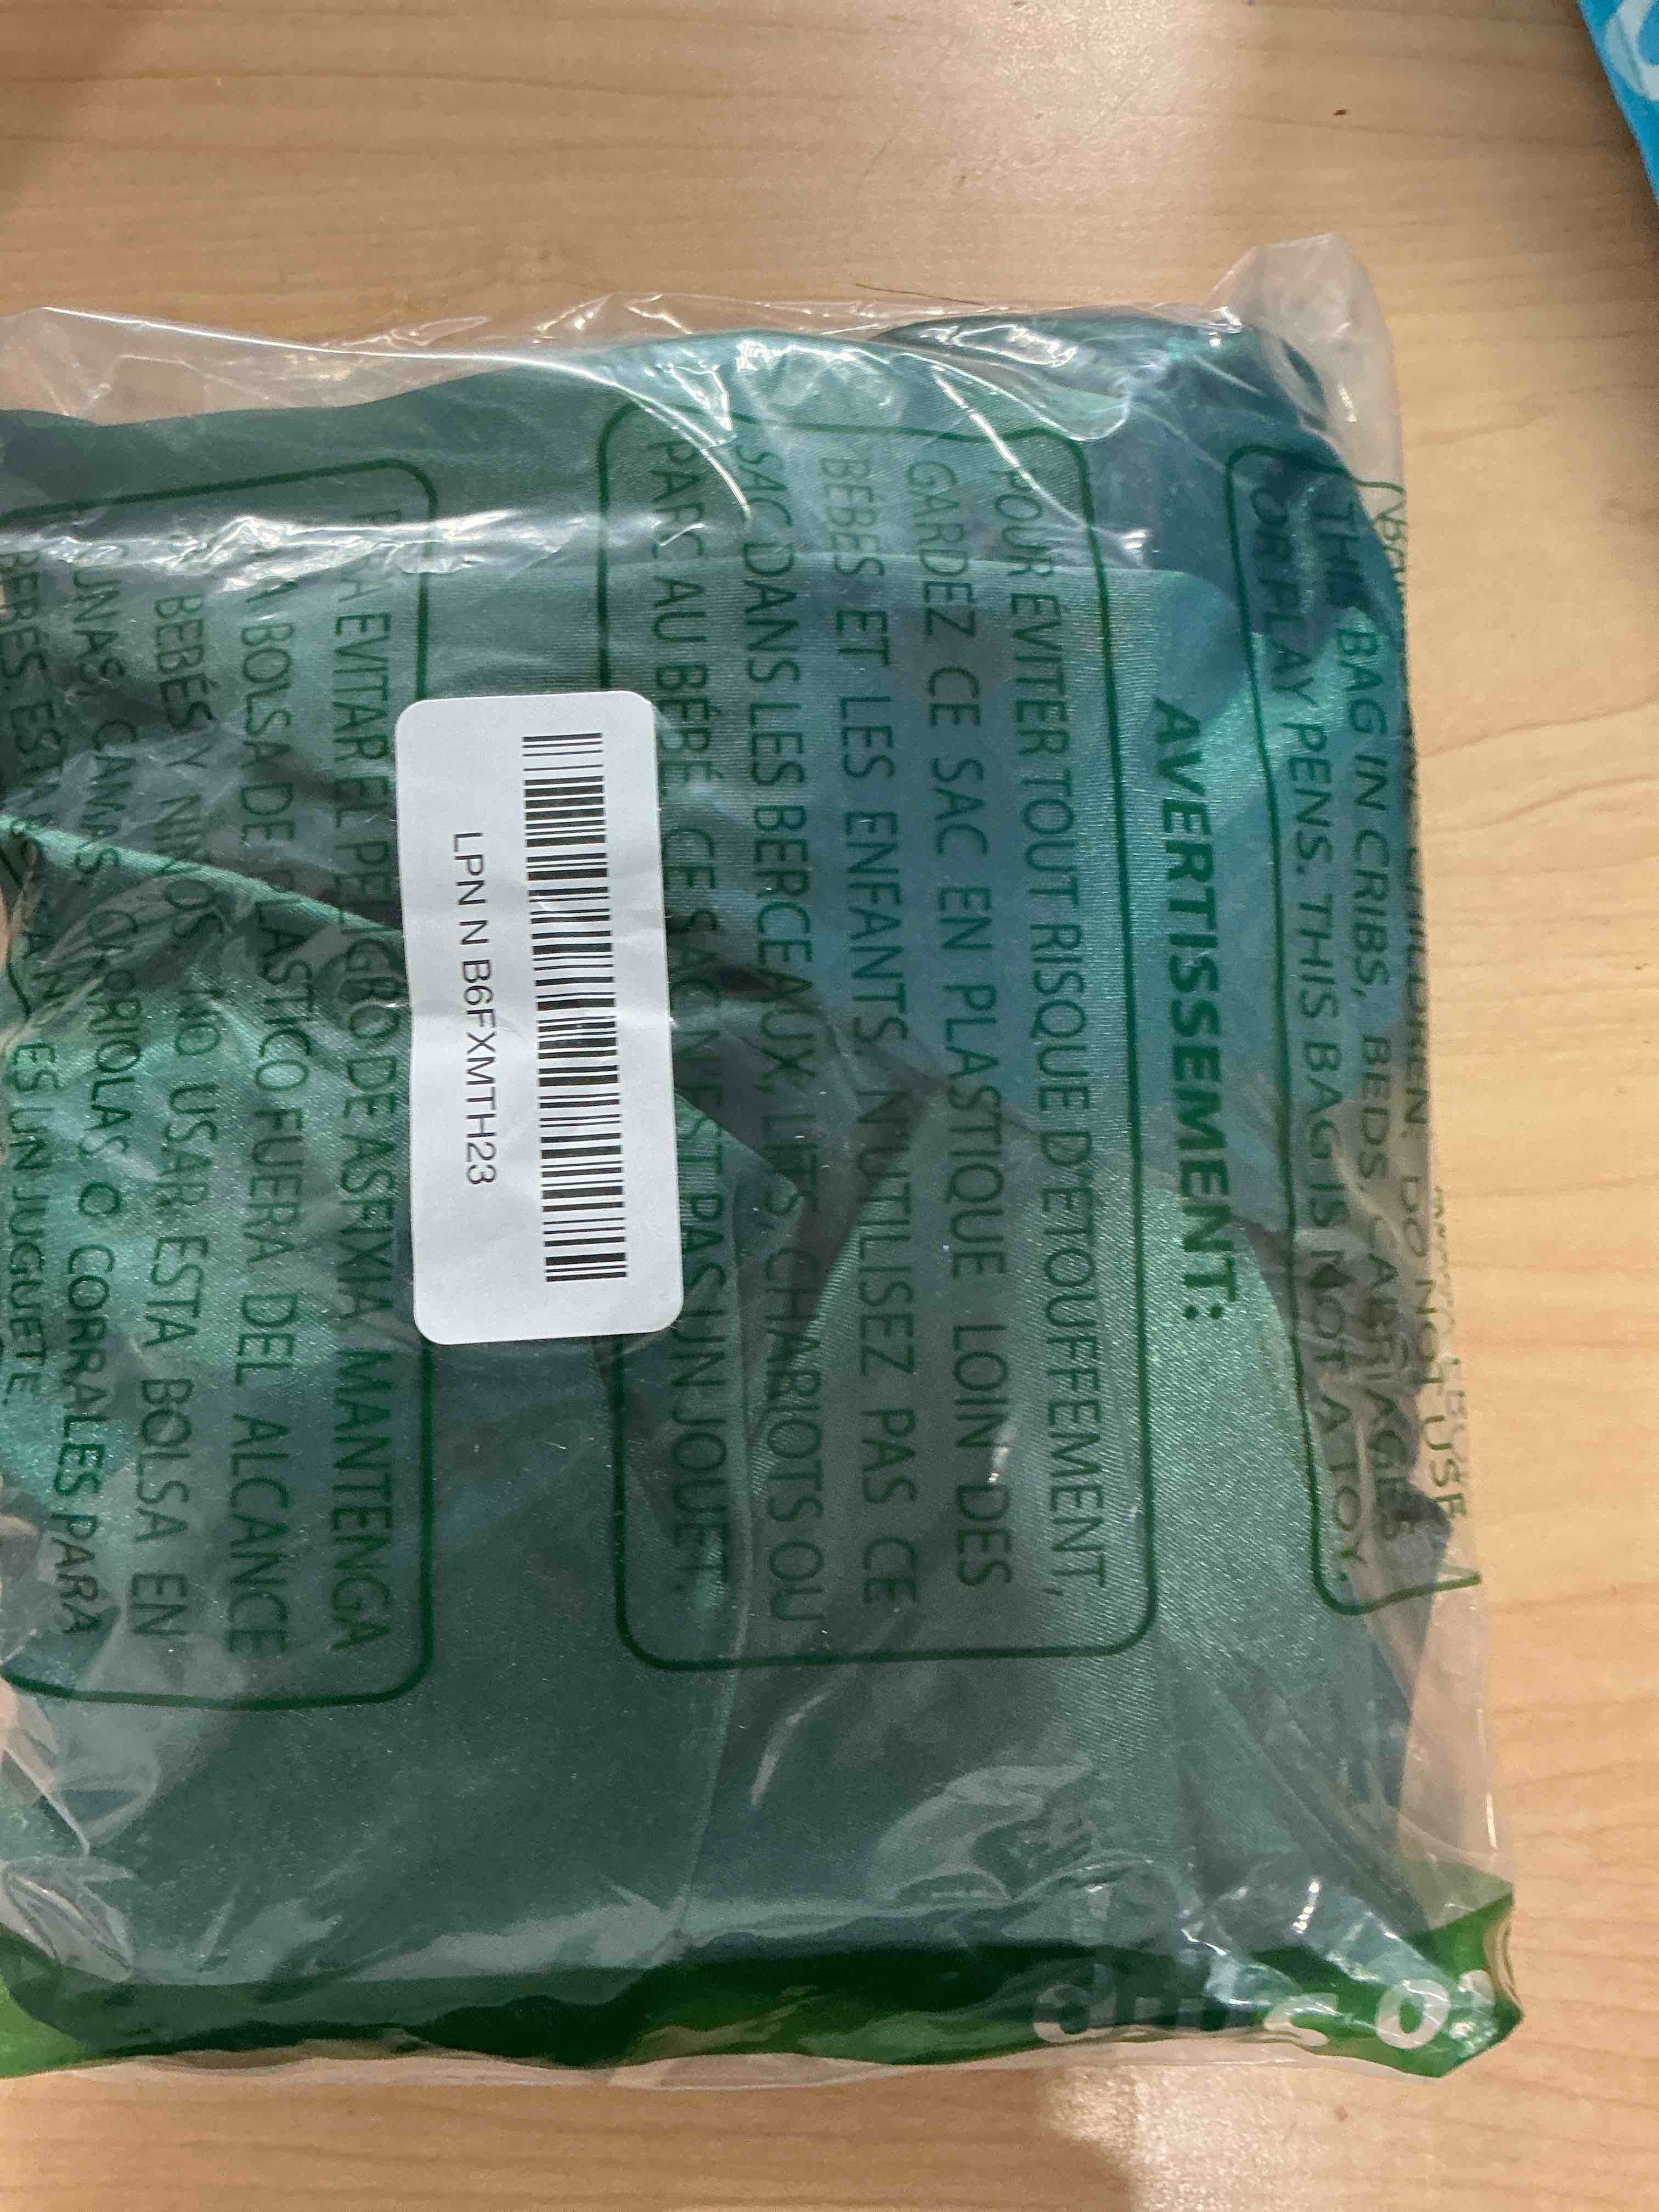 BAG IN CRIBS, BEDS, CARRIAGES
OR PLAY PENS. THIS BAG IS NOT A TOY.
AVERTISSEMENT:
POUR ÉVITER TOUT RISQUE D'ETOUFFEMENT,
GARDEZ CE SAC EN PLASTIQUE LOIN DES
BÉBES ET LES ENFANTS. N'UTILISEZ PAS CE
SAC DANS LES BERCEAUX, LITS, CHARIOTS OU
PARC AU BÉBÉ. CE SAC N'EST PAS UN JOUET.
LPN N B6FXMTH23
EVITAR EL PELIGRO DE ASFIXIA MANTENGA
BOLSA DE PLASTICO FUERA DEL ALCANCE
BEBÉS Y NIÑOS. NO USAR ESTA BOLSA EN
CUNAS, CAMAS, CARRIOLAS O CORRALES PARA
BEBÉS. ESTA ES UN JUGUETE.